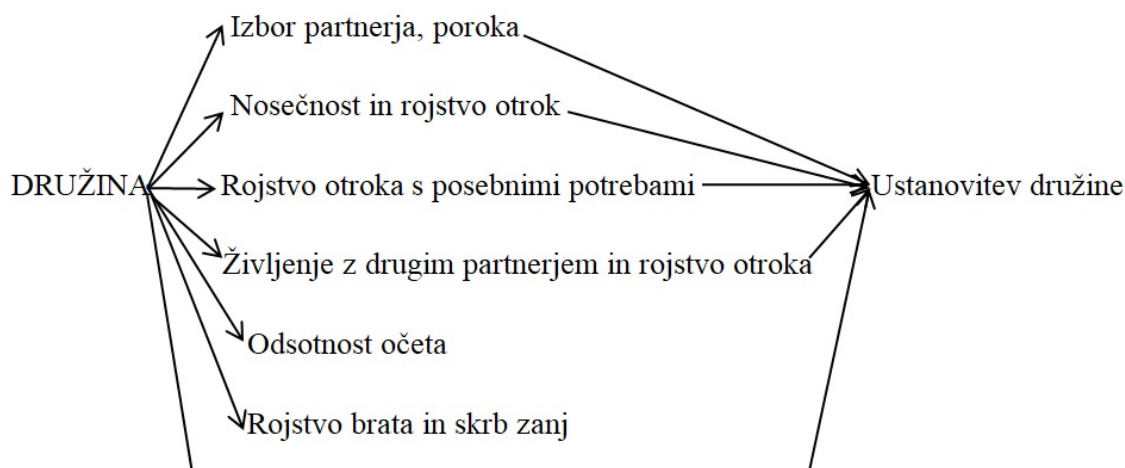 Izbor partnerja, poroka
Nosečnost in rojstvo otrok
DRUŽINA
Rojstvo otroka s posebnimi potrebami
Ustanovitev družine
Življenje z drugim partnerjem in rojstvo otroka
Odsotnost očeta
Rojstvo brata in skrb zanj